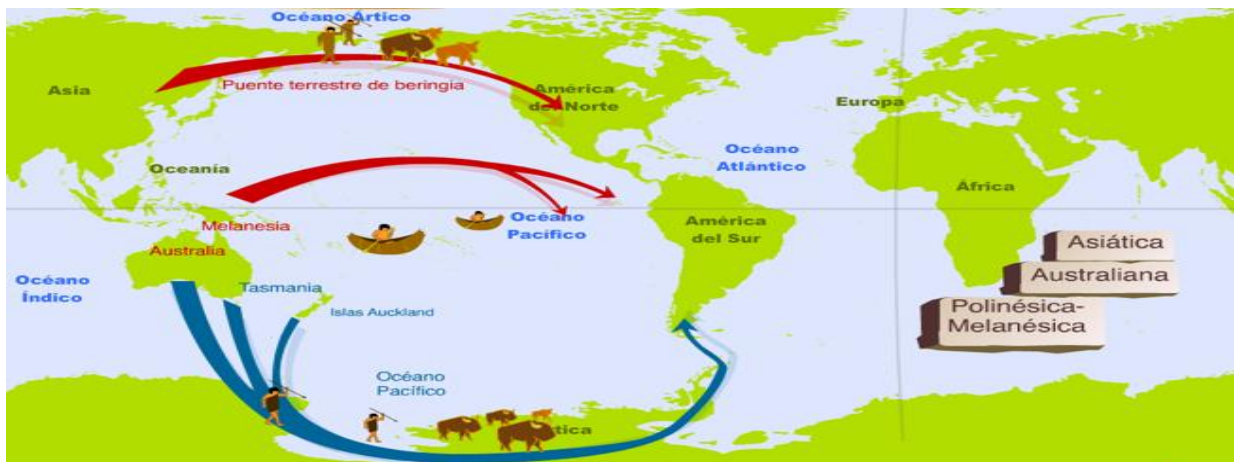 Océano Ártico
Asia
Puente terrestre de beringia
América
del Norte
Europa
Océano
Atlántico
Oceanía
África
Melanesia
Océano
Pacífico
América
del Sur
Australia
Asiática
Océano
Índico
Australiana
Tasmania
Islas Auckland
Polinésica-
Melanésica
Océano
Pacífico